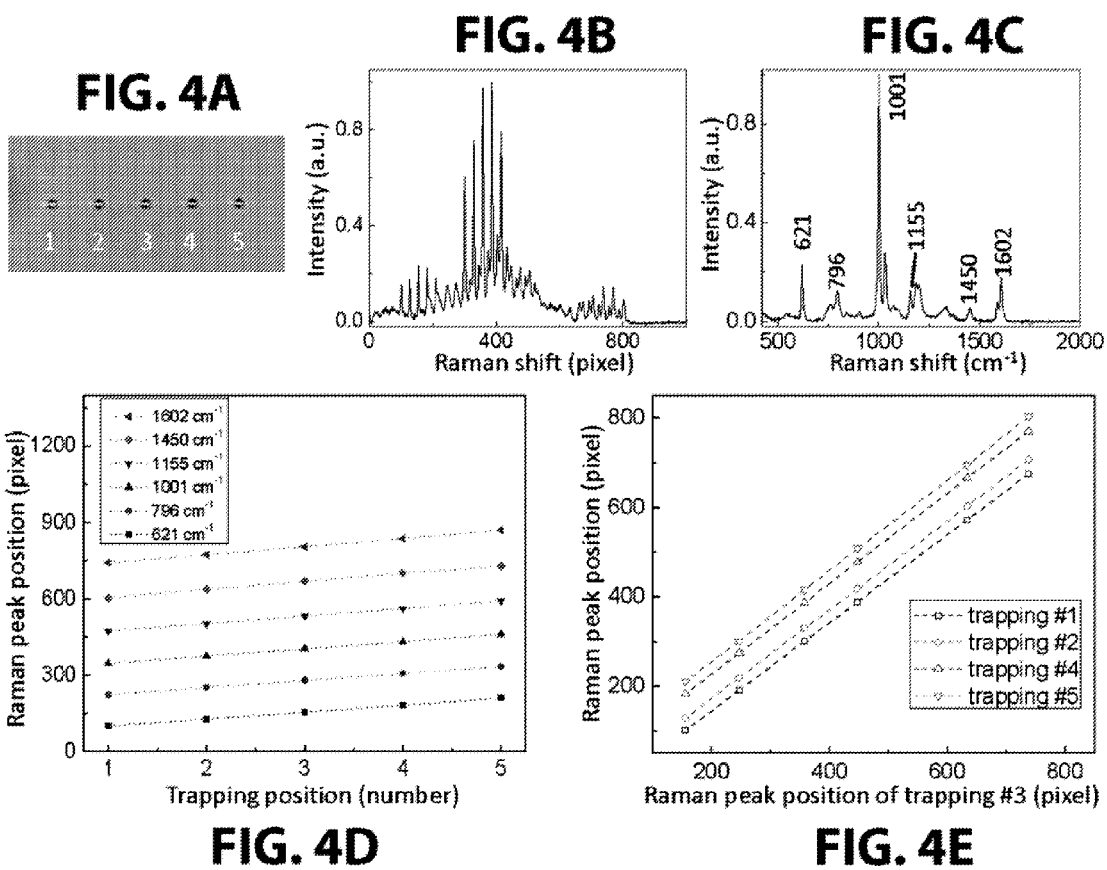 FIG. 4A
1 2 3 4 5
FIG. 4B
Intensity (a.u.)
0.8
0.4
0.0
0 400 800
Raman shift (pixel)
FIG. 4C
Intensity (a.u.)
0.8
0.4
0.0
621
796
1001
1155
1450
1602
500 1000 1500 2000
Raman shift (cm⁻¹)
Raman peak position (pixel)
1200
900
600
300
0
1602 cm⁻¹
1450 cm⁻¹
1155 cm⁻¹
1001 cm⁻¹
796 cm⁻¹
621 cm⁻¹
1 2 3 4 5
Trapping position (number)
FIG. 4D
Raman peak position (pixel)
800
600
400
200
trapping #1
trapping #2
trapping #4
trapping #5
200 400 600 800
Raman peak position of trapping #3 (pixel)
FIG. 4E